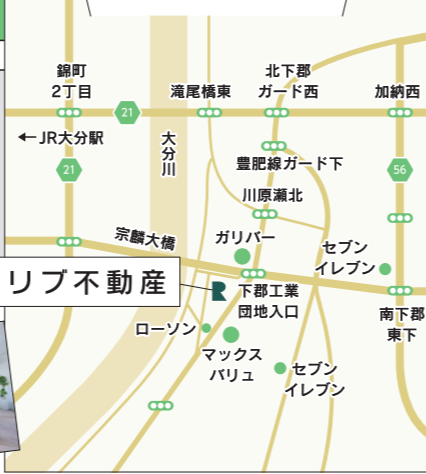 錦町
2丁目
21
滝尾橋東
北下郡
ガード西
加納西
←JR大分駅
大分川
豊肥線ガード下
21
56
川原瀬北
宗麟大橋
ガリバー
セブン
イレブン
リブ不動産
R
下郡工業
団地入口
南下郡
東下
ローソン
マックス
バリュ
セブン
イレブン